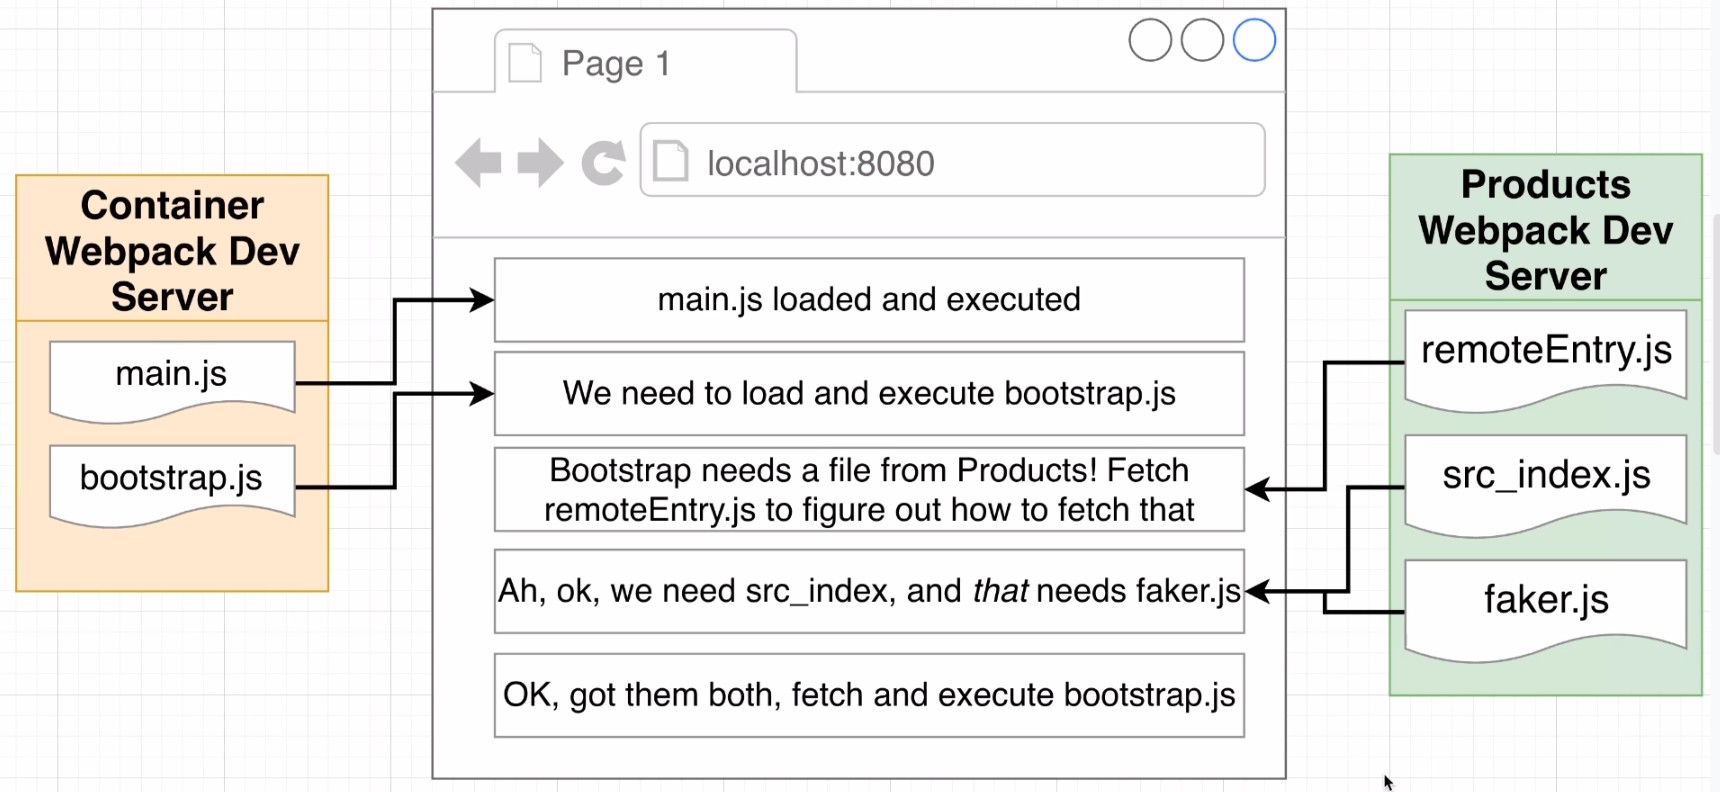 Page 1
localhost:8080
Container
Webpack Dev
Server
main.js
bootstrap.js
main.js loaded and executed
We need to load and execute bootstrap.js
Bootstrap needs a file from Products! Fetch
remoteEntry.js to figure out how to fetch that
Ah, ok, we need src_index, and that needs faker.js
OK, got them both, fetch and execute bootstrap.js
Products
Webpack Dev
Server
remoteEntry.js
src_index.js
faker.js